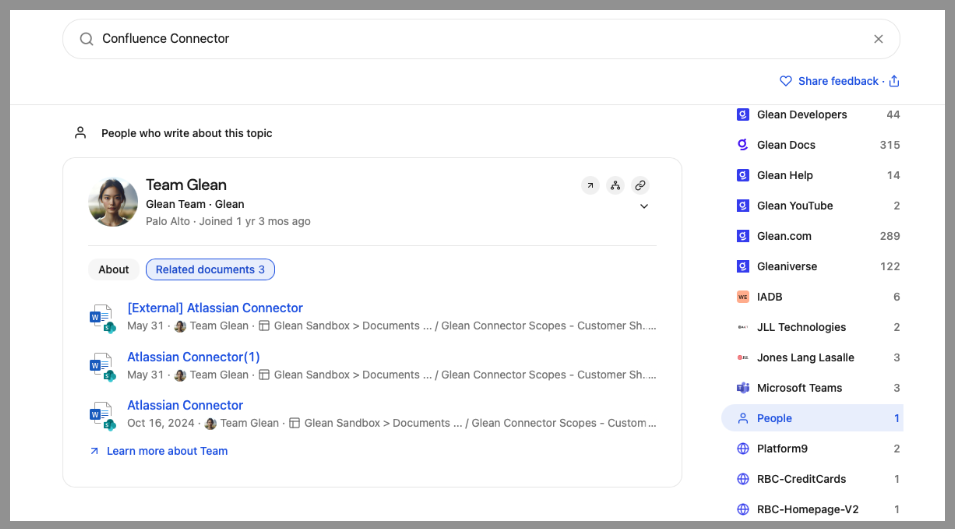 Confluence Connector
Share feedback ·
People who write about this topic
Team Glean
Glean Team · Glean
Palo Alto · Joined 1 yr 3 mos ago
About
Related documents 3
[External] Atlassian Connector
May 31 · Team Glean · Glean Sandbox > Documents ... / Glean Connector Scopes - Customer Sh. ...
Atlassian Connector(1)
May 31 · Team Glean · Glean Sandbox > Documents ... / Glean Connector Scopes - Customer Sh. ...
Atlassian Connector
Oct 16, 2024 · Team Glean · Glean Sandbox > Documents ... / Glean Connector Scopes - Custom ...
Learn more about Team
Glean Developers 44
Glean Docs 315
Glean Help 14
Glean YouTube 2
Glean.com 289
Gleaniverse 122
IADB 6
JLL Technologies 2
Jones Lang Lasalle 3
Microsoft Teams 3
People 1
Platform9 2
RBC-CreditCards 1
RBC-Homepage-V2 1